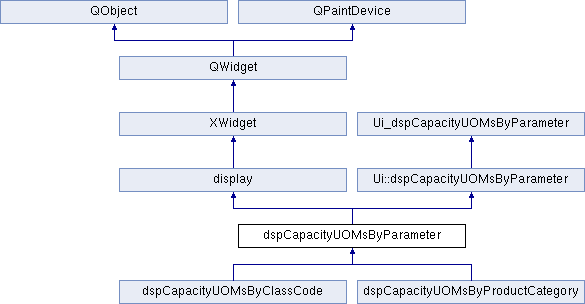 QObject
QPaintDevice
QWidget
XWidget
Ui_dspCapacityUOMsByParameter
display
Ui::dspCapacityUOMsByParameter
dspCapacityUOMsByParameter
dspCapacityUOMsByClassCode
dspCapacityUOMsByProductCategory